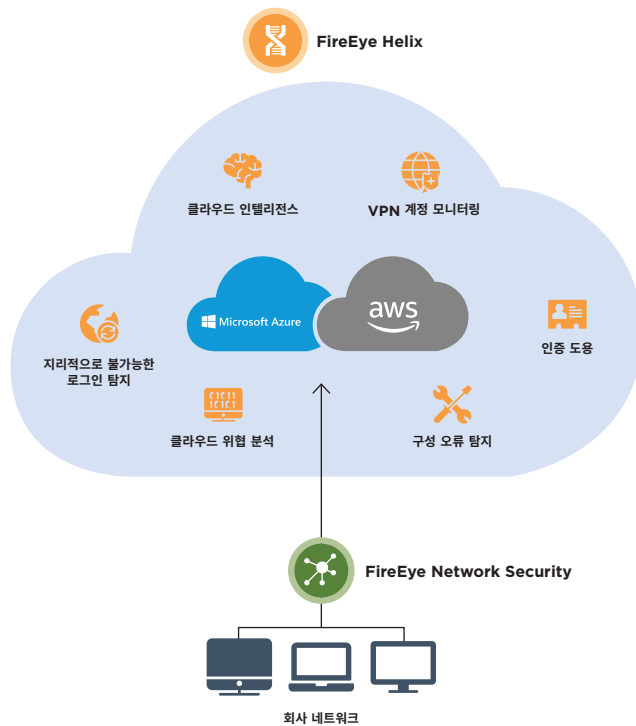 FireEye Helix
클라우드 인텔리전스
VPN 계정 모니터링
Microsoft Azure
aws
지리적으로 불가능한
로그인 탐지
인증 도용
클라우드 위협 분석
구성 오류 탐지
FireEye Network Security
회사 네트워크